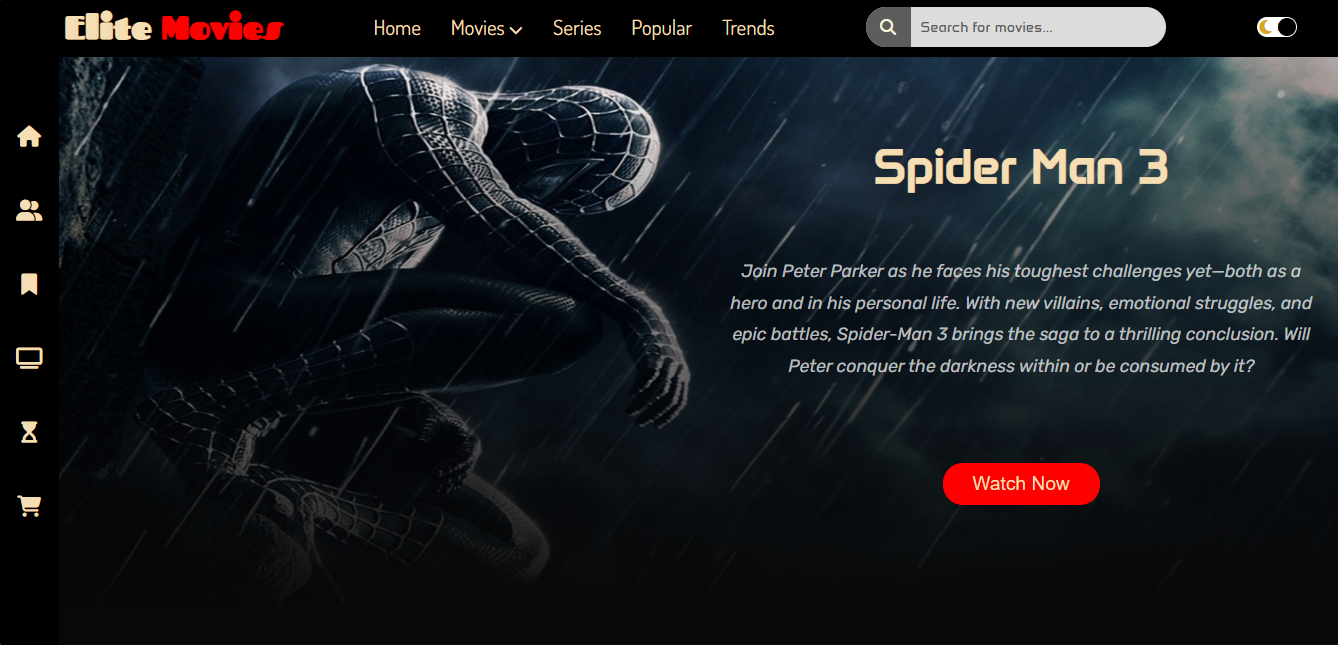 Elite Movies
Home
Movies
Series
Popular
Trends
Search for movies...
Spider Man 3
Join Peter Parker as he faces his toughest challenges yet—both as a
hero and in his personal life. With new villains, emotional struggles, and
epic battles, Spider-Man 3 brings the saga to a thrilling conclusion. Will
Peter conquer the darkness within or be consumed by it?
Watch Now